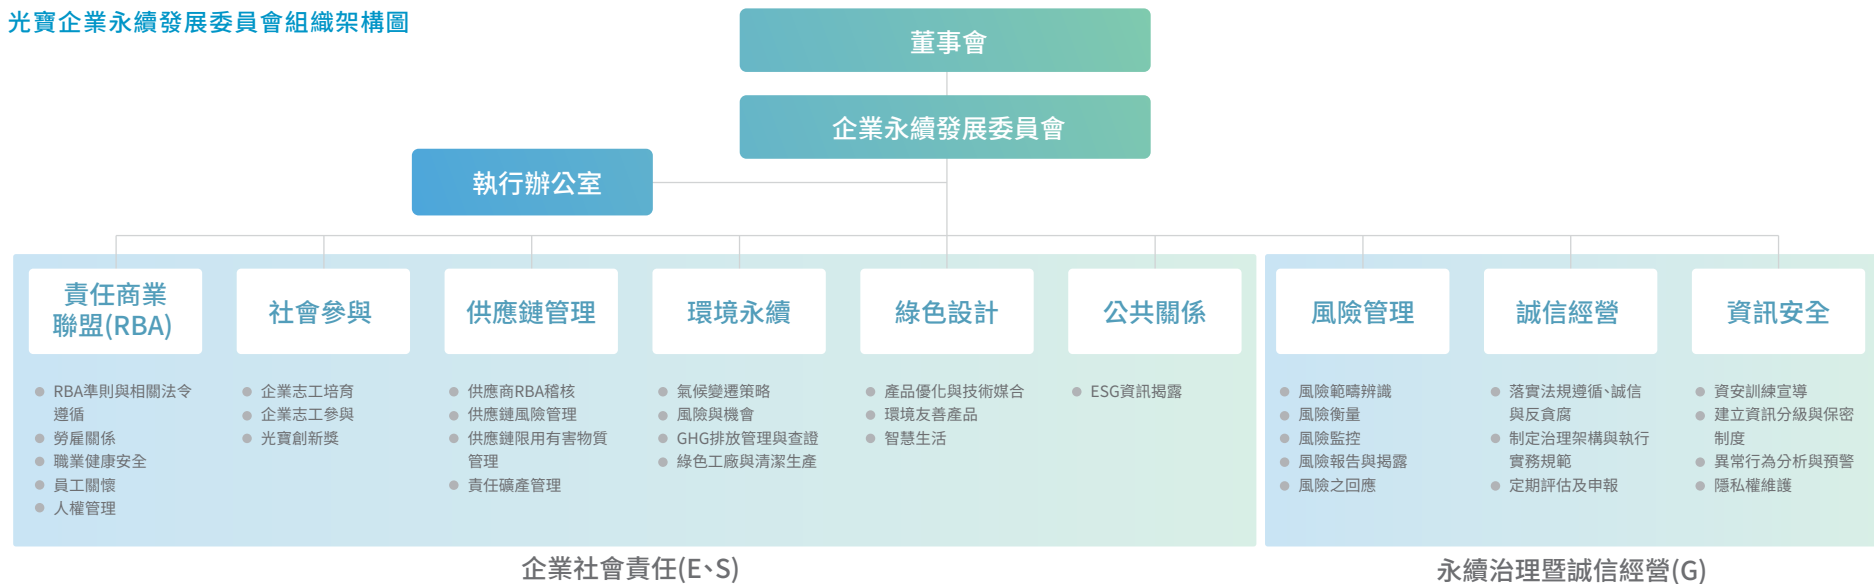 光寶企業永續發展委員會組織架構圖
董事會
企業永續發展委員會
執行辦公室
責任商業
聯盟(RBA)
● RBA準則與相關法令
遵循
● 勞雇關係
● 職業健康安全
● 員工關懷
● 人權管理
社會參與
● 企業志工培育
● 企業志工參與
● 光寶創新獎
供應鏈管理
● 供應商RBA稽核
● 供應鏈風險管理
● 供應鏈限用有害物質
管理
● 責任礦產管理
環境永續
● 氣候變遷策略
● 風險與機會
● GHG排放管理與查證
● 綠色工廠與清潔生產
綠色設計
● 產品優化與技術媒合
● 環境友善產品
● 智慧生活
公共關係
● ESG資訊揭露
企業社會責任(E、S)
風險管理
● 風險範疇辨識
● 風險衡量
● 風險監控
● 風險報告與揭露
● 風險之回應
誠信經營
● 落實法規遵循、誠信
與反貪腐
● 制定治理架構與執行
實務規範
● 定期評估及申報
資訊安全
● 資安訓練宣導
● 建立資訊分級與保密
制度
● 異常行為分析與預警
● 隱私權維護
永續治理暨誠信經營(G)